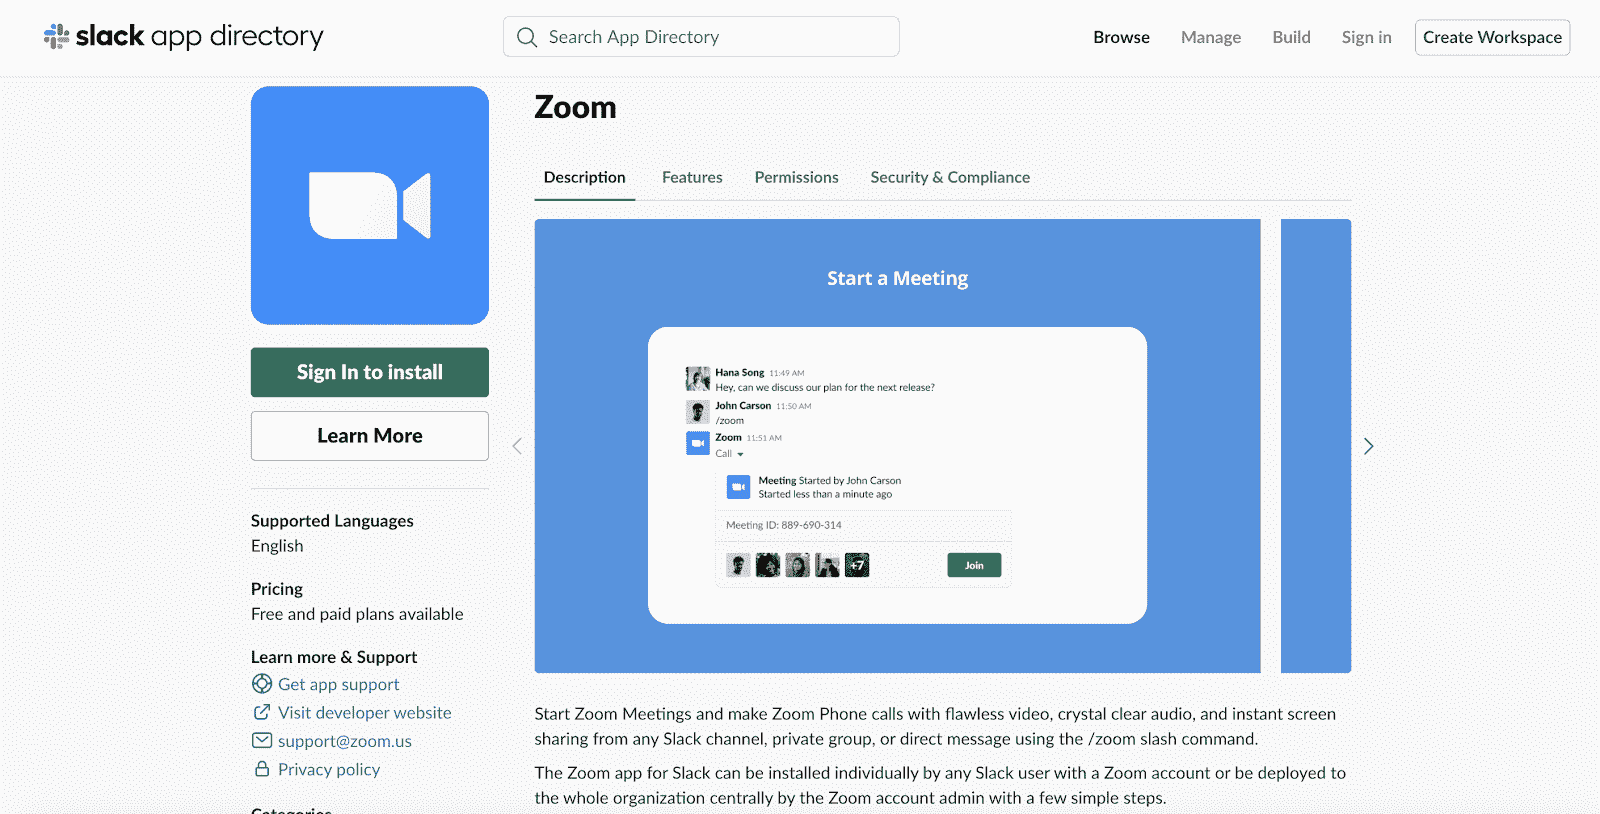 slack app directory
Search App Directory
Browse
Manage
Build
Sign in
Create Workspace
Sign In to install
Learn More
Supported Languages
English
Pricing
Free and paid plans available
Learn more & Support
Get app support
Visit developer website
support@zoom.us
Privacy policy
Categories
Zoom
Description
Features
Permissions
Security & Compliance
Start a Meeting
Hana Song 11:49 AM
Hey, can we discuss our plan for the next release?
John Carson 11:50 AM
/zoom
Zoom 11:51 AM
Call
Meeting Started by John Carson
Started less than a minute ago
Meeting ID: 889-690-314
+7
Join
Start Zoom Meetings and make Zoom Phone calls with flawless video, crystal clear audio, and instant screen
sharing from any Slack channel, private group, or direct message using the /zoom slash command.
The Zoom app for Slack can be installed individually by any Slack user with a Zoom account or be deployed to
the whole organization centrally by the Zoom account admin with a few simple steps.